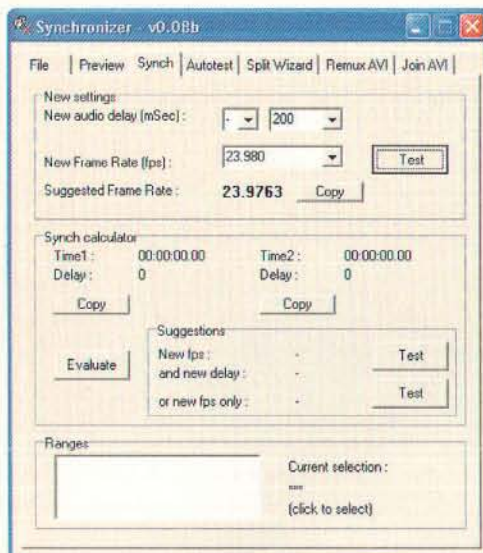 Synchronizer - v0.08b
File | Preview | Synch | Autotest | Split Wizard | Remux AVI | Join AVI |
New settings
New audio delay (mSec) : - 200
New Frame Rate (fps) : 23.980 Test
Suggested Frame Rate : 23.9763 Copy
Synch calculator
Time1 : 00:00:00.00 Time2 : 00:00:00.00
Delay : 0 Delay : 0
Copy Copy
Suggestions
Evaluate New fps : - Test
and new delay : -
or new fps only : - Test
Ranges
Current selection :
---
(click to select)